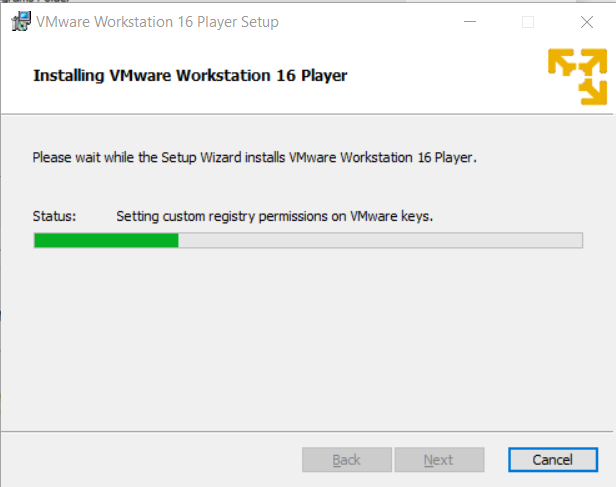 VMware Workstation 16 Player Setup
Installing VMware Workstation 16 Player
Please wait while the Setup Wizard installs VMware Workstation 16 Player.
Status: Setting custom registry permissions on VMware keys.
Back Next Cancel